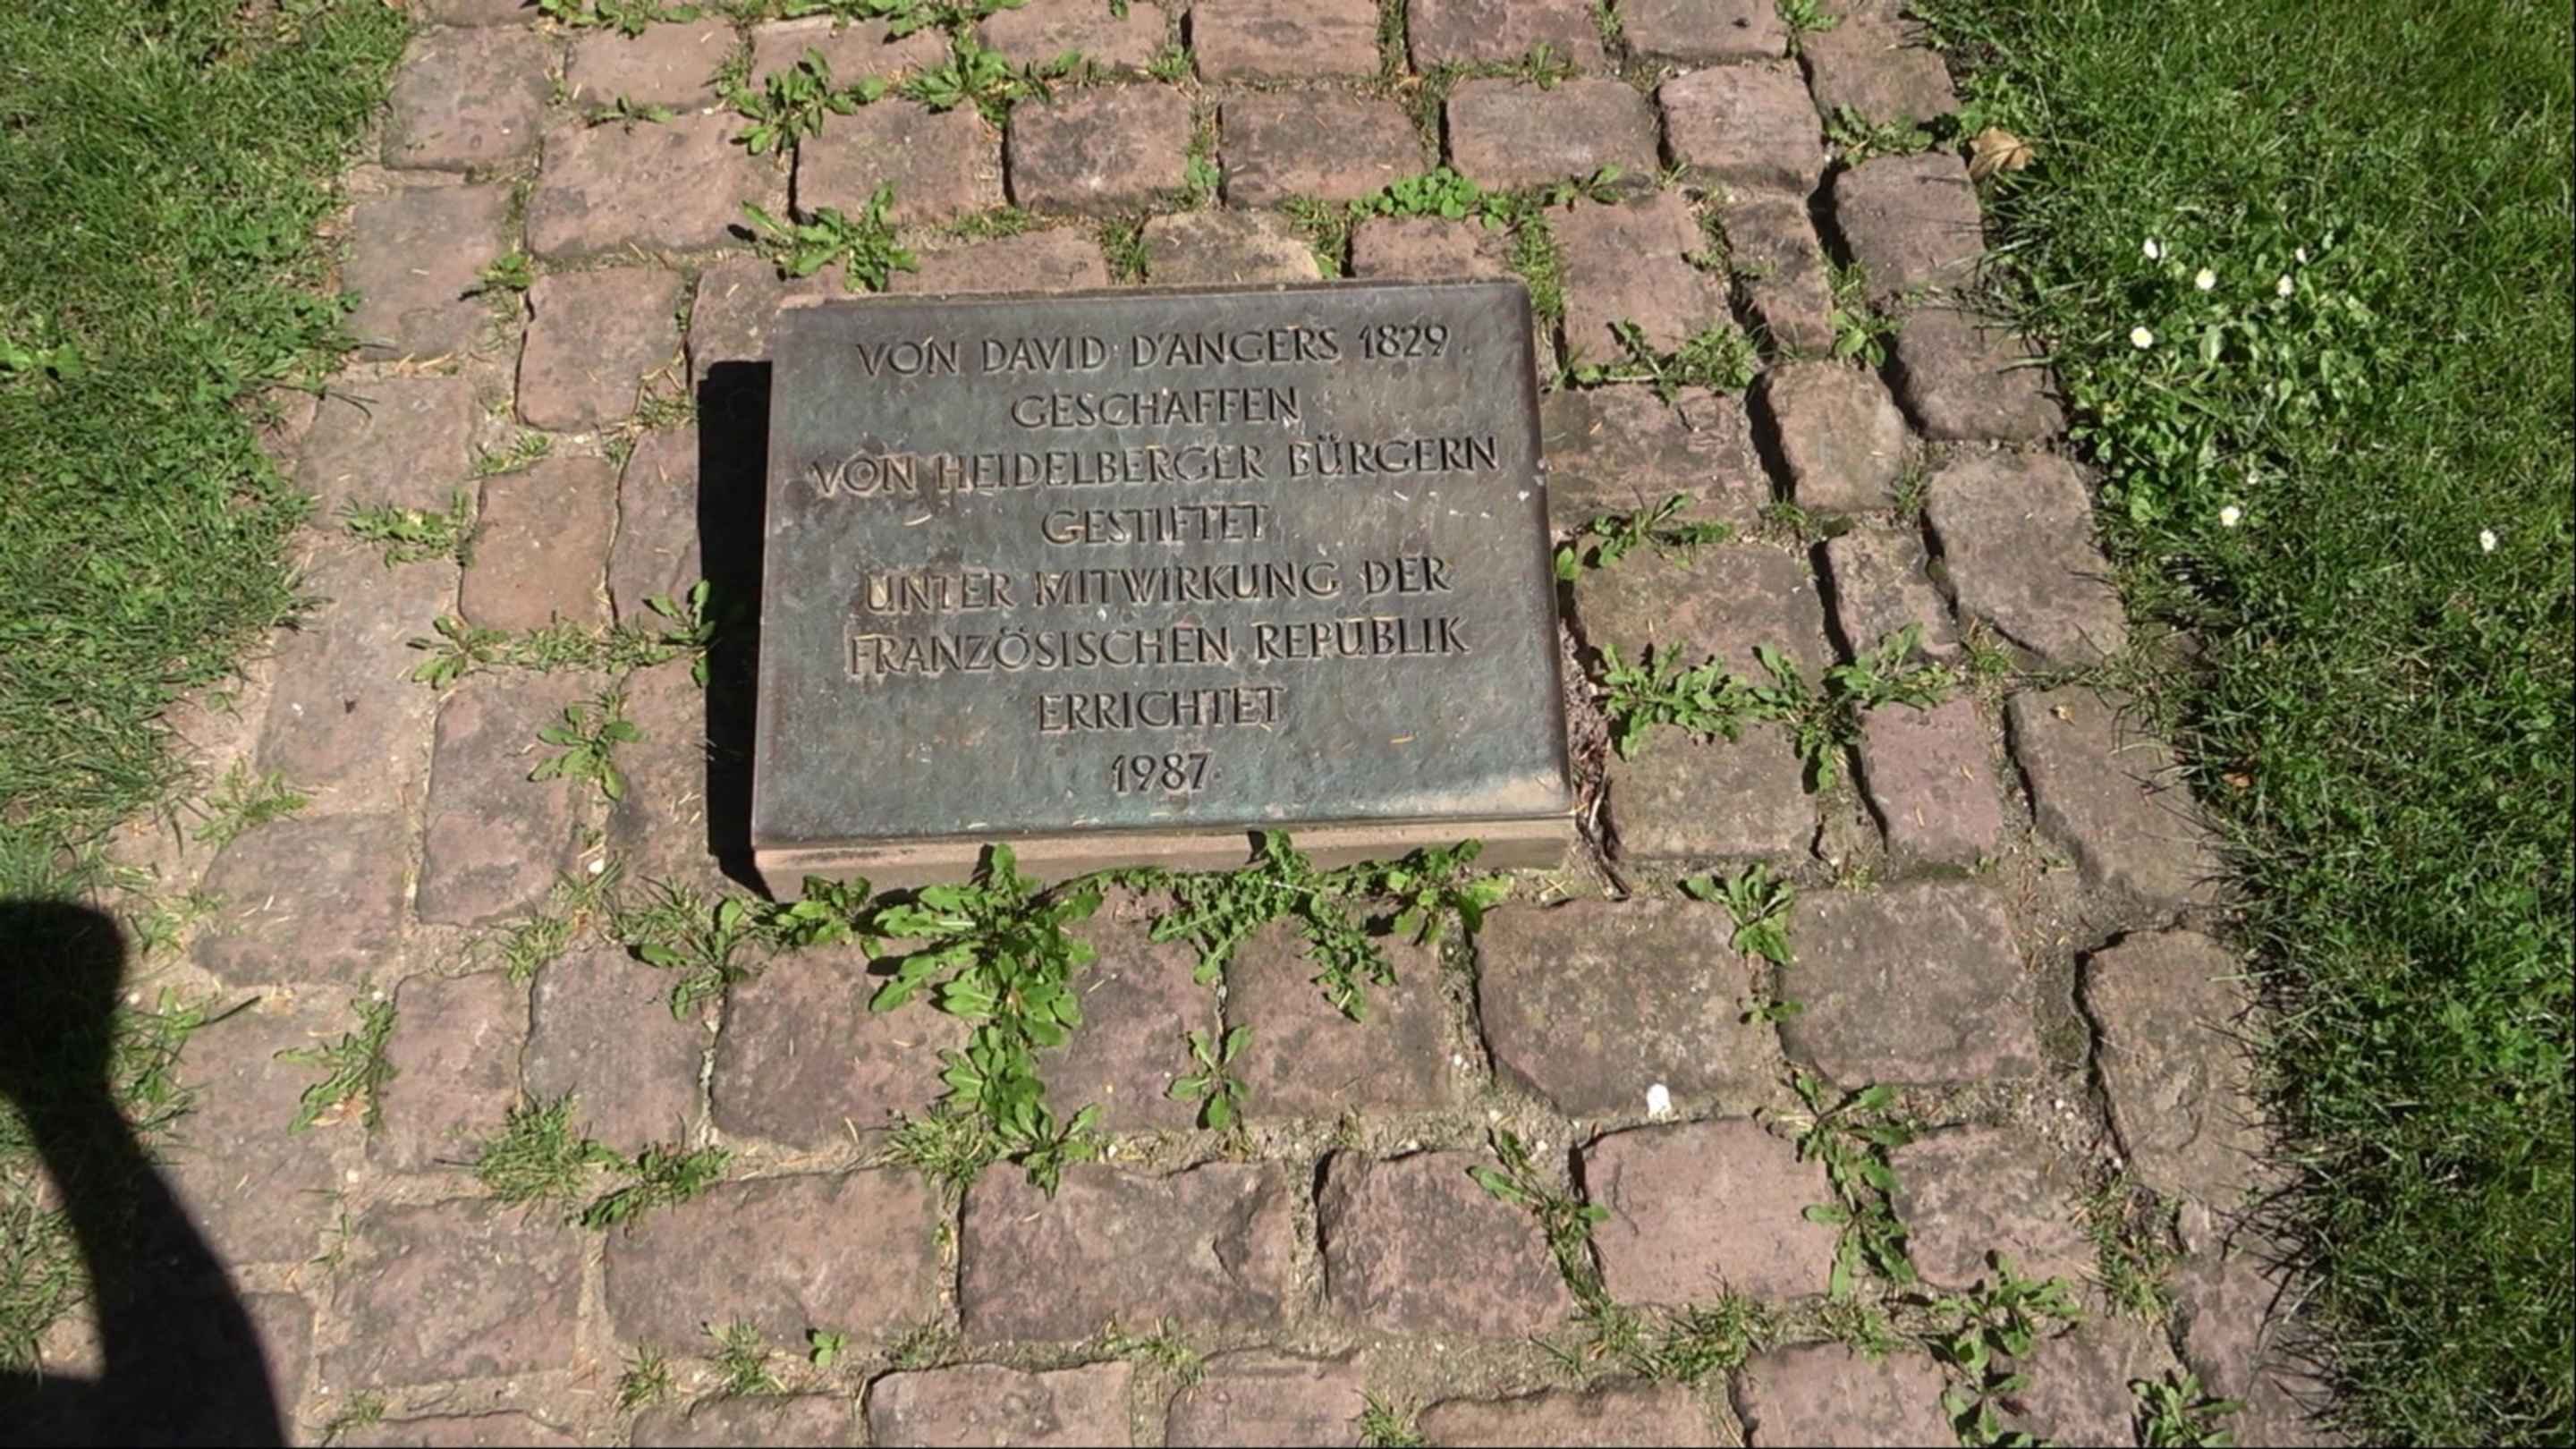 VON DAVID D'ANGERS 1829
GESCHAFFEN
VON HEIDELBERGER BÜRGERN
GESTIFTET
UNTER MITWIRKUNG DER
FRANZÖSISCHEN REPUBLIK
ERRICHTET
1987